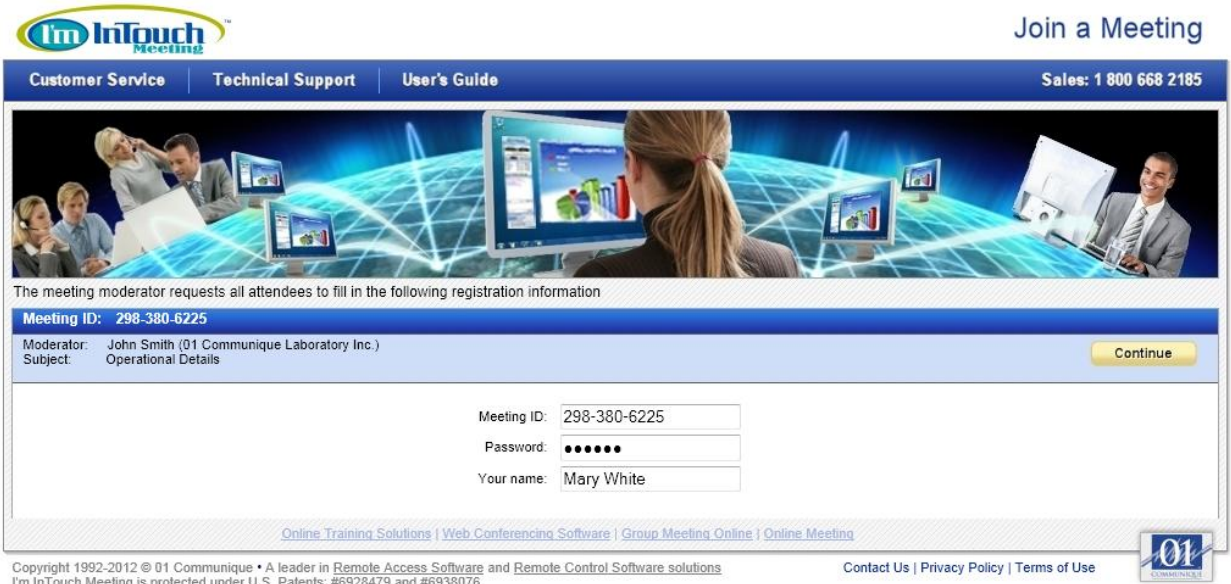 I'm InTouch Meeting™
Join a Meeting
Customer Service | Technical Support | User's Guide
Sales: 1 800 668 2185
The meeting moderator requests all attendees to fill in the following registration information
Meeting ID: 298-380-6225
Moderator: John Smith (01 Communique Laboratory Inc.)
Subject: Operational Details
Continue
Meeting ID: 298-380-6225
Password: ●●●●●●
Your name: Mary White
Online Training Solutions | Web Conferencing Software | Group Meeting Online | Online Meeting
01
COMMUNIQUE
Copyright 1992-2012 © 01 Communique • A leader in Remote Access Software and Remote Control Software solutions
Contact Us | Privacy Policy | Terms of Use
I'm InTouch Meeting is protected under U.S. Patents: #6928479 and #6938076